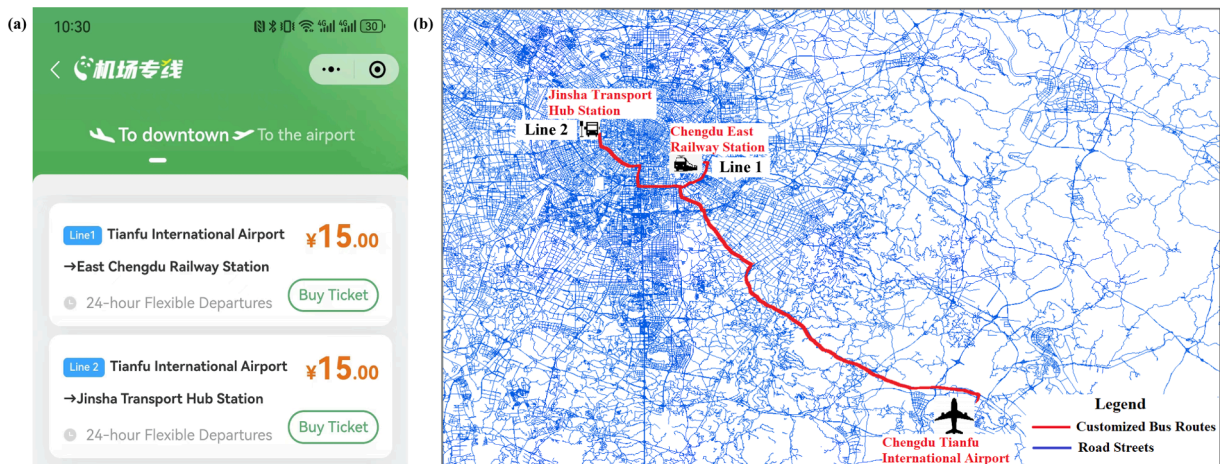 (a)
10:30
4G 4G 30
机场专线
To downtown To the airport
Line1 Tianfu International Airport ¥15.00
→East Chengdu Railway Station
24-hour Flexible Departures Buy Ticket
Line 2 Tianfu International Airport ¥15.00
→Jinsha Transport Hub Station
24-hour Flexible Departures Buy Ticket
(b)
Jinsha Transport
Hub Station
Line 2
Chengdu East
Railway Station
Line 1
Chengdu Tianfu
International Airport
Legend
Customized Bus Routes
Road Streets